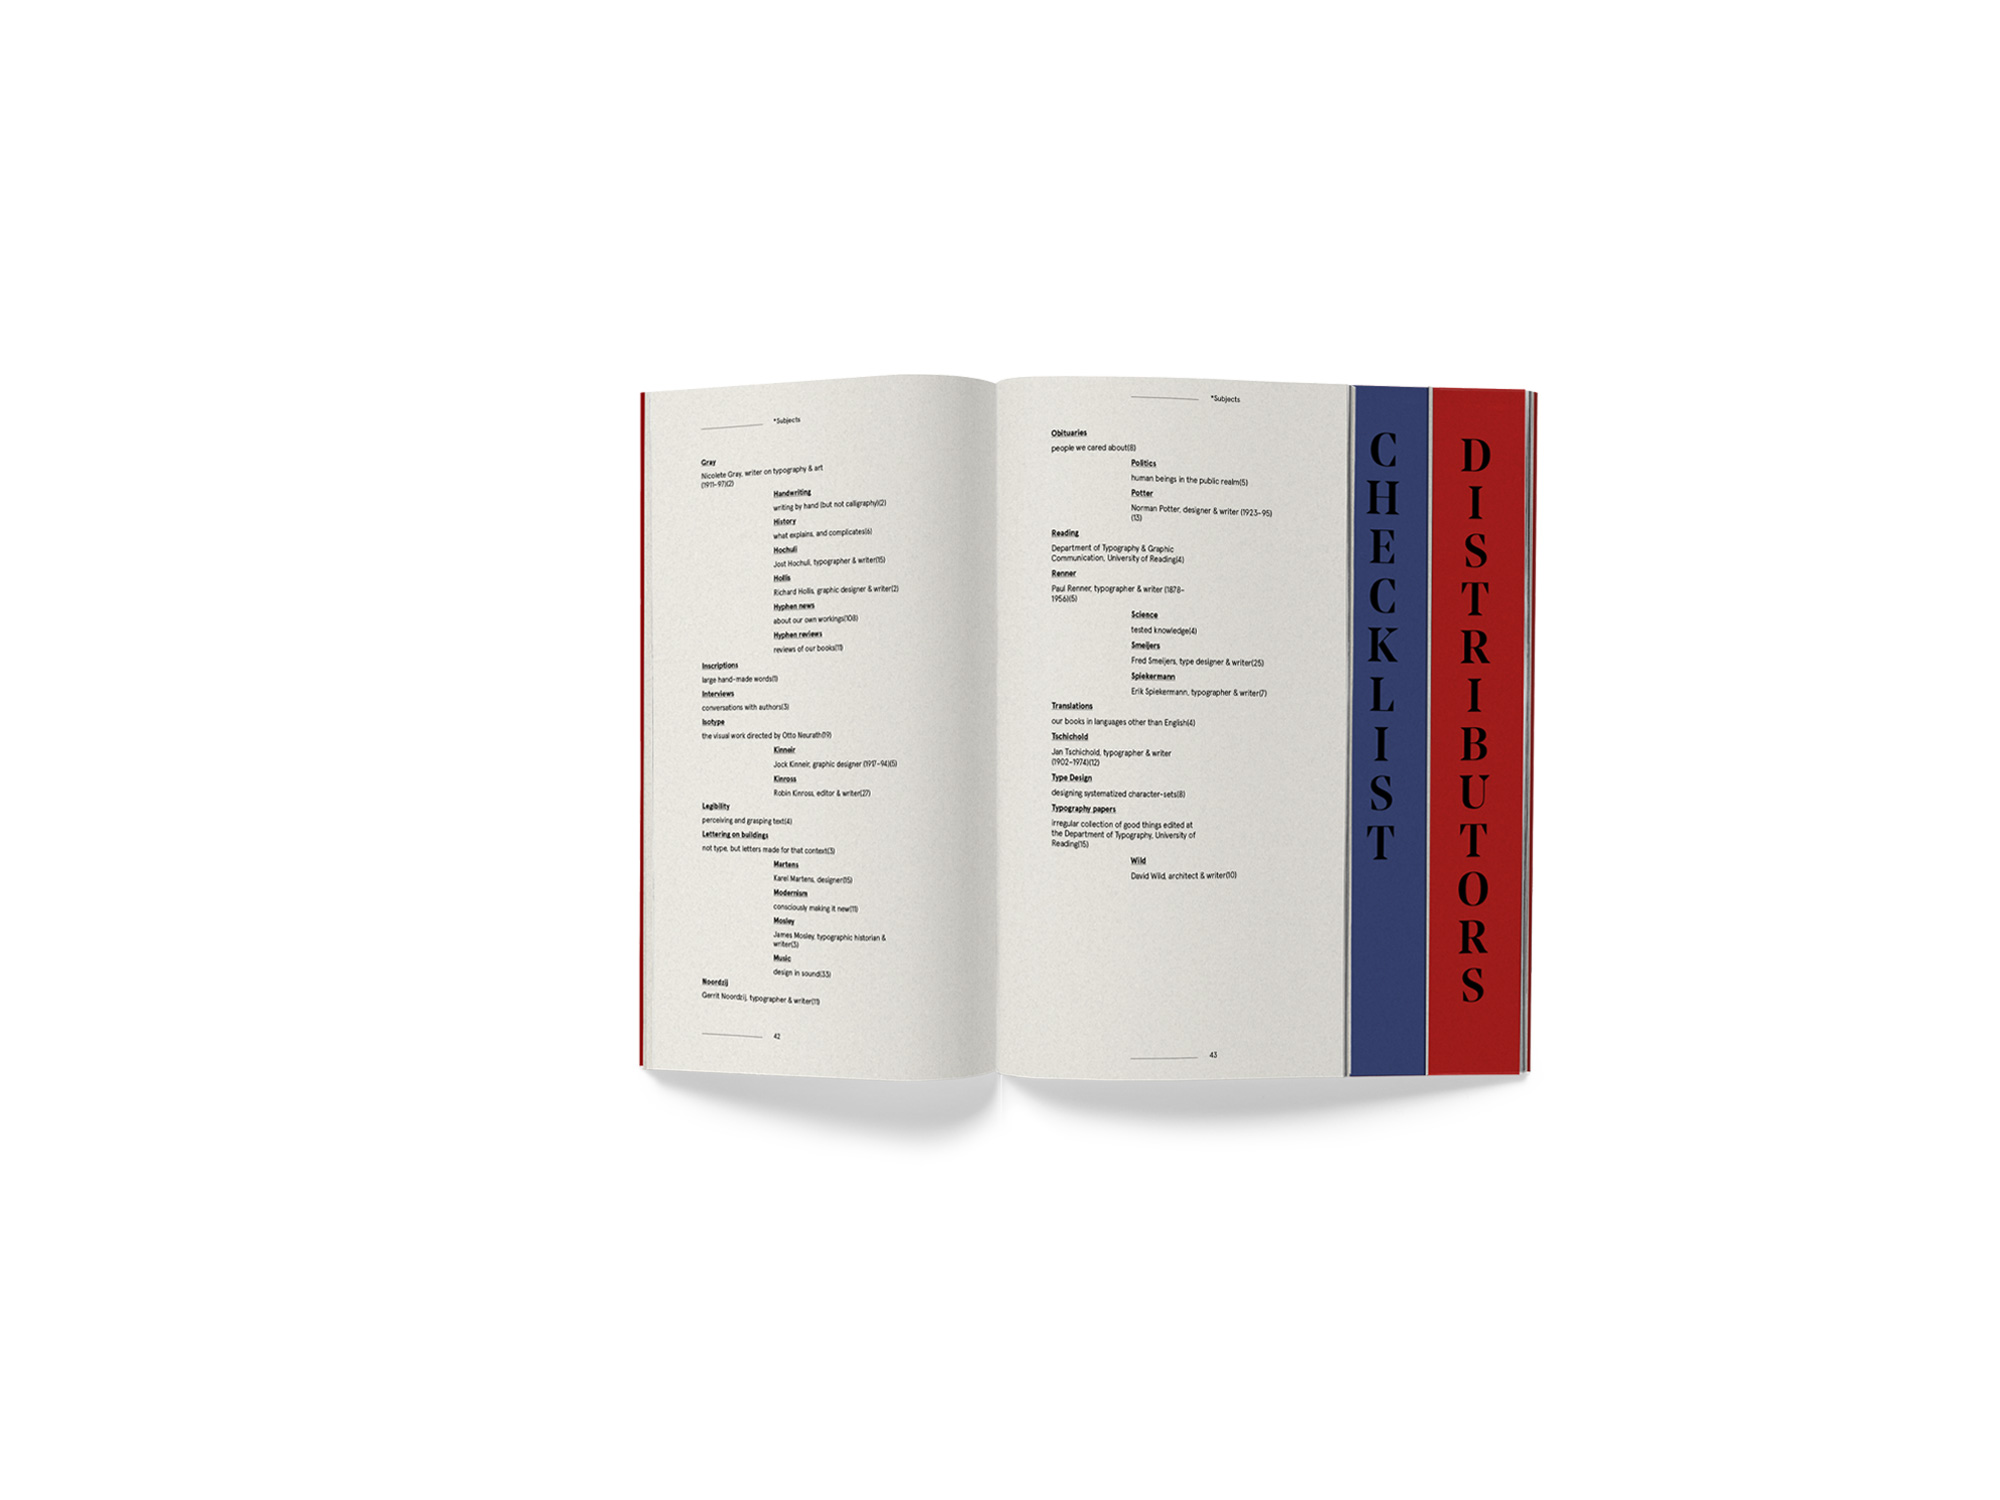 *Subjects
Gray
Nicolete Gray, writer on typography & art
(1911–97)(2)
Handwriting
writing by hand (but not calligraphy)(2)
History
what explains, and complicates(6)
Hochuli
Jost Hochuli, typographer & writer(15)
Hollis
Richard Hollis, graphic designer & writer(2)
Hyphen news
about our own workings(108)
Hyphen reviews
reviews of our books(11)
Inscriptions
large hand-made words(1)
Interviews
conversations with authors(3)
Isotype
the visual work directed by Otto Neurath(19)
Kinneir
Jock Kinneir, graphic designer (1917–94)(5)
Kinross
Robin Kinross, editor & writer(27)
Legibility
perceiving and grasping text(4)
Lettering on buildings
not type, but letters made for that context(3)
Martens
Karel Martens, designer(15)
Modernism
consciously making it new(11)
Mosley
James Mosley, typographic historian &
writer(3)
Music
design in sound(33)
Noordzij
Gerrit Noordzij, typographer & writer(11)
42
*Subjects
Obituaries
people we cared about(8)
Politics
human beings in the public realm(5)
Potter
Norman Potter, designer & writer (1923–95)
(13)
Reading
Department of Typography & Graphic
Communication, University of Reading(4)
Renner
Paul Renner, typographer & writer (1878–
1956)(5)
Science
tested knowledge(4)
Smeijers
Fred Smeijers, type designer & writer(25)
Spiekermann
Erik Spiekermann, typographer & writer(7)
Translations
our books in languages other than English(4)
Tschichold
Jan Tschichold, typographer & writer
(1902–1974)(12)
Type Design
designing systematized character-sets(8)
Typography papers
irregular collection of good things edited at
the Department of Typography, University of
Reading(15)
Wild
David Wild, architect & writer(10)
43
CHECKLIST
DISTRIBUTORS